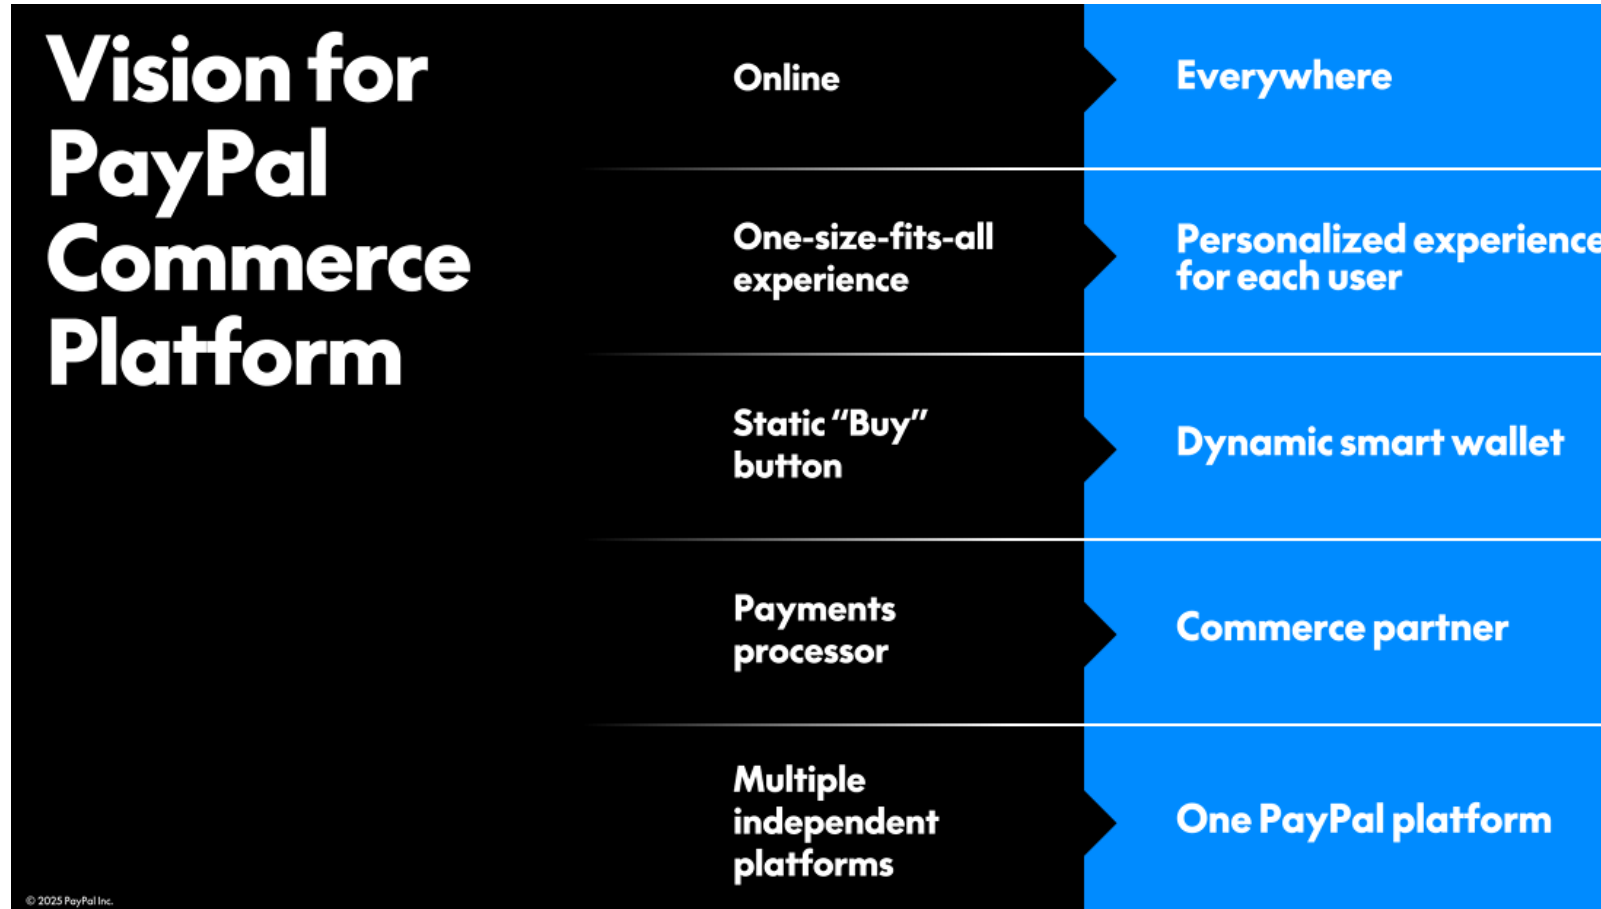 Vision for
PayPal
Commerce
Platform
Online
Everywhere
One-size-fits-all
experience
Personalized experience
for each user
Static “Buy”
button
Dynamic smart wallet
Payments
processor
Commerce partner
Multiple
independent
platforms
One PayPal platform
© 2025 PayPal Inc.